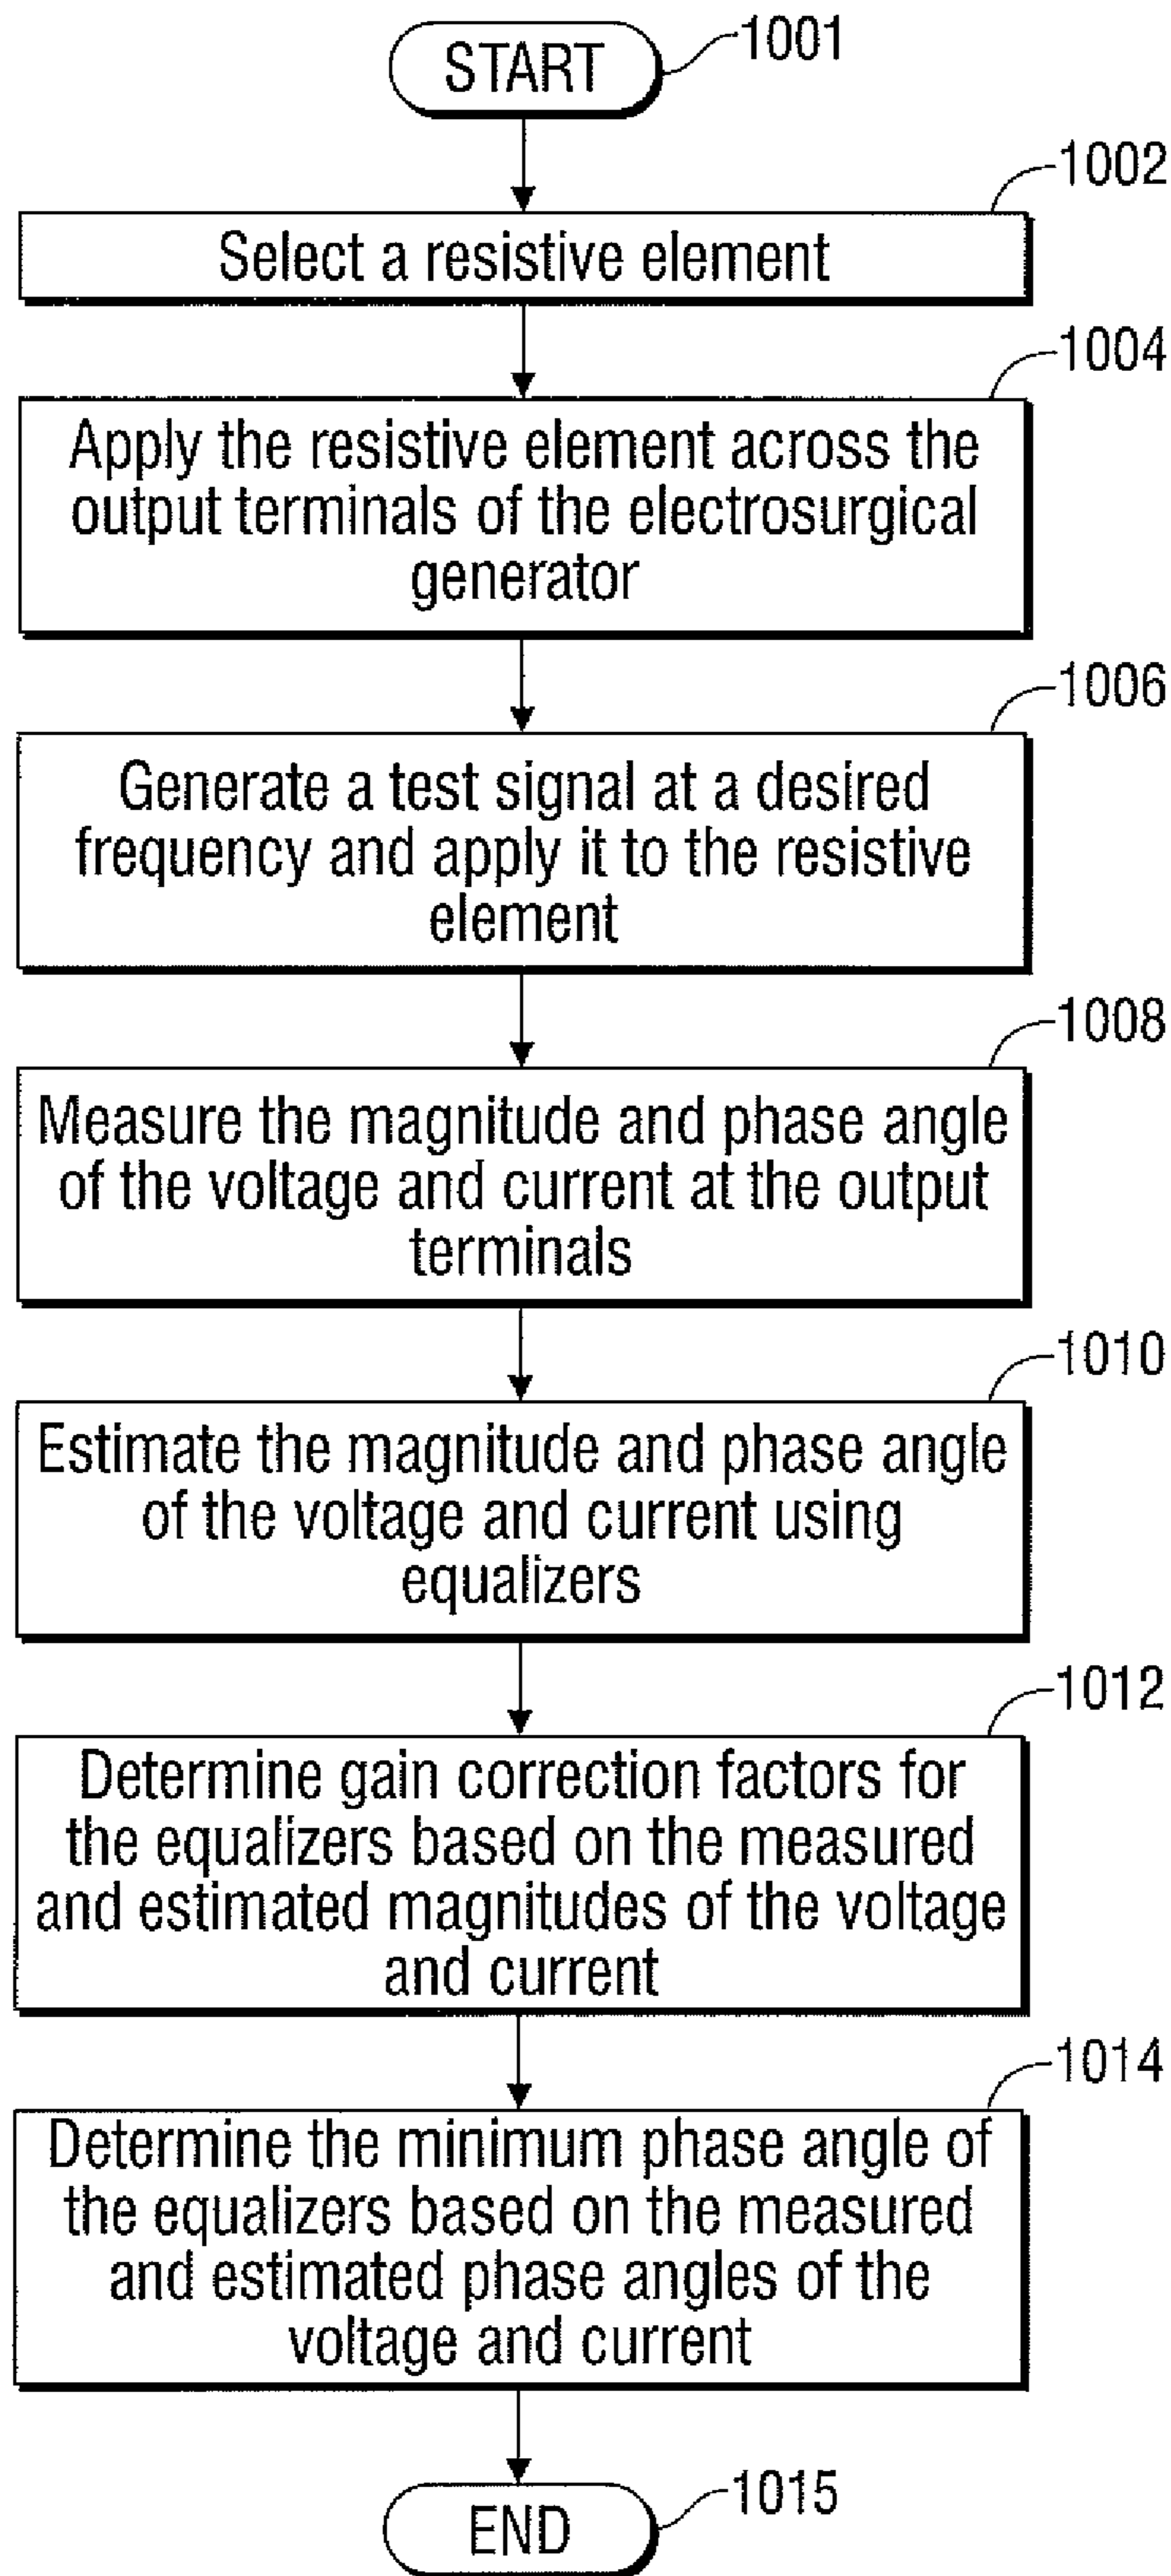 START
1001
1002
Select a resistive element
1004
Apply the resistive element across the
output terminals of the electrosurgical
generator
1006
Generate a test signal at a desired
frequency and apply it to the resistive
element
1008
Measure the magnitude and phase angle
of the voltage and current at the output
terminals
1010
Estimate the magnitude and phase angle
of the voltage and current using
equalizers
1012
Determine gain correction factors for
the equalizers based on the measured
and estimated magnitudes of the voltage
and current
1014
Determine the minimum phase angle of
the equalizers based on the measured
and estimated phase angles of the
voltage and current
END
1015